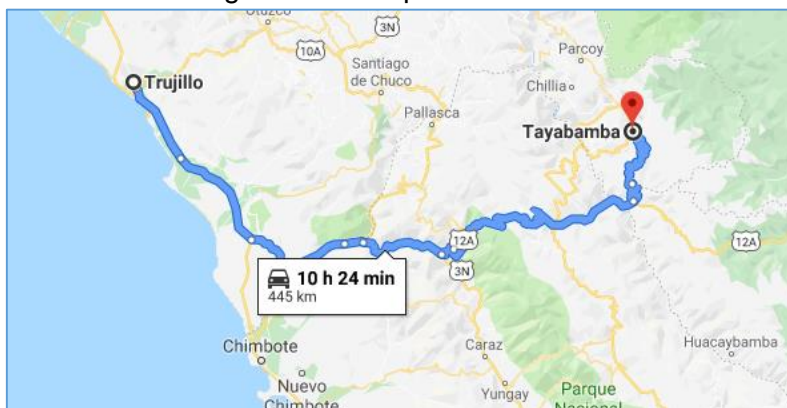 Otuzco
3N
Parcoy
10A
Trujillo
Santiago
de Chuco
Chillia
Pallasca
Tayabamba
12A
3N
12A
10 h 24 min
445 km
Chimbote
Caraz
Huacaybamba
Nuevo
Chimbote
Yungay
Parque
Nacional